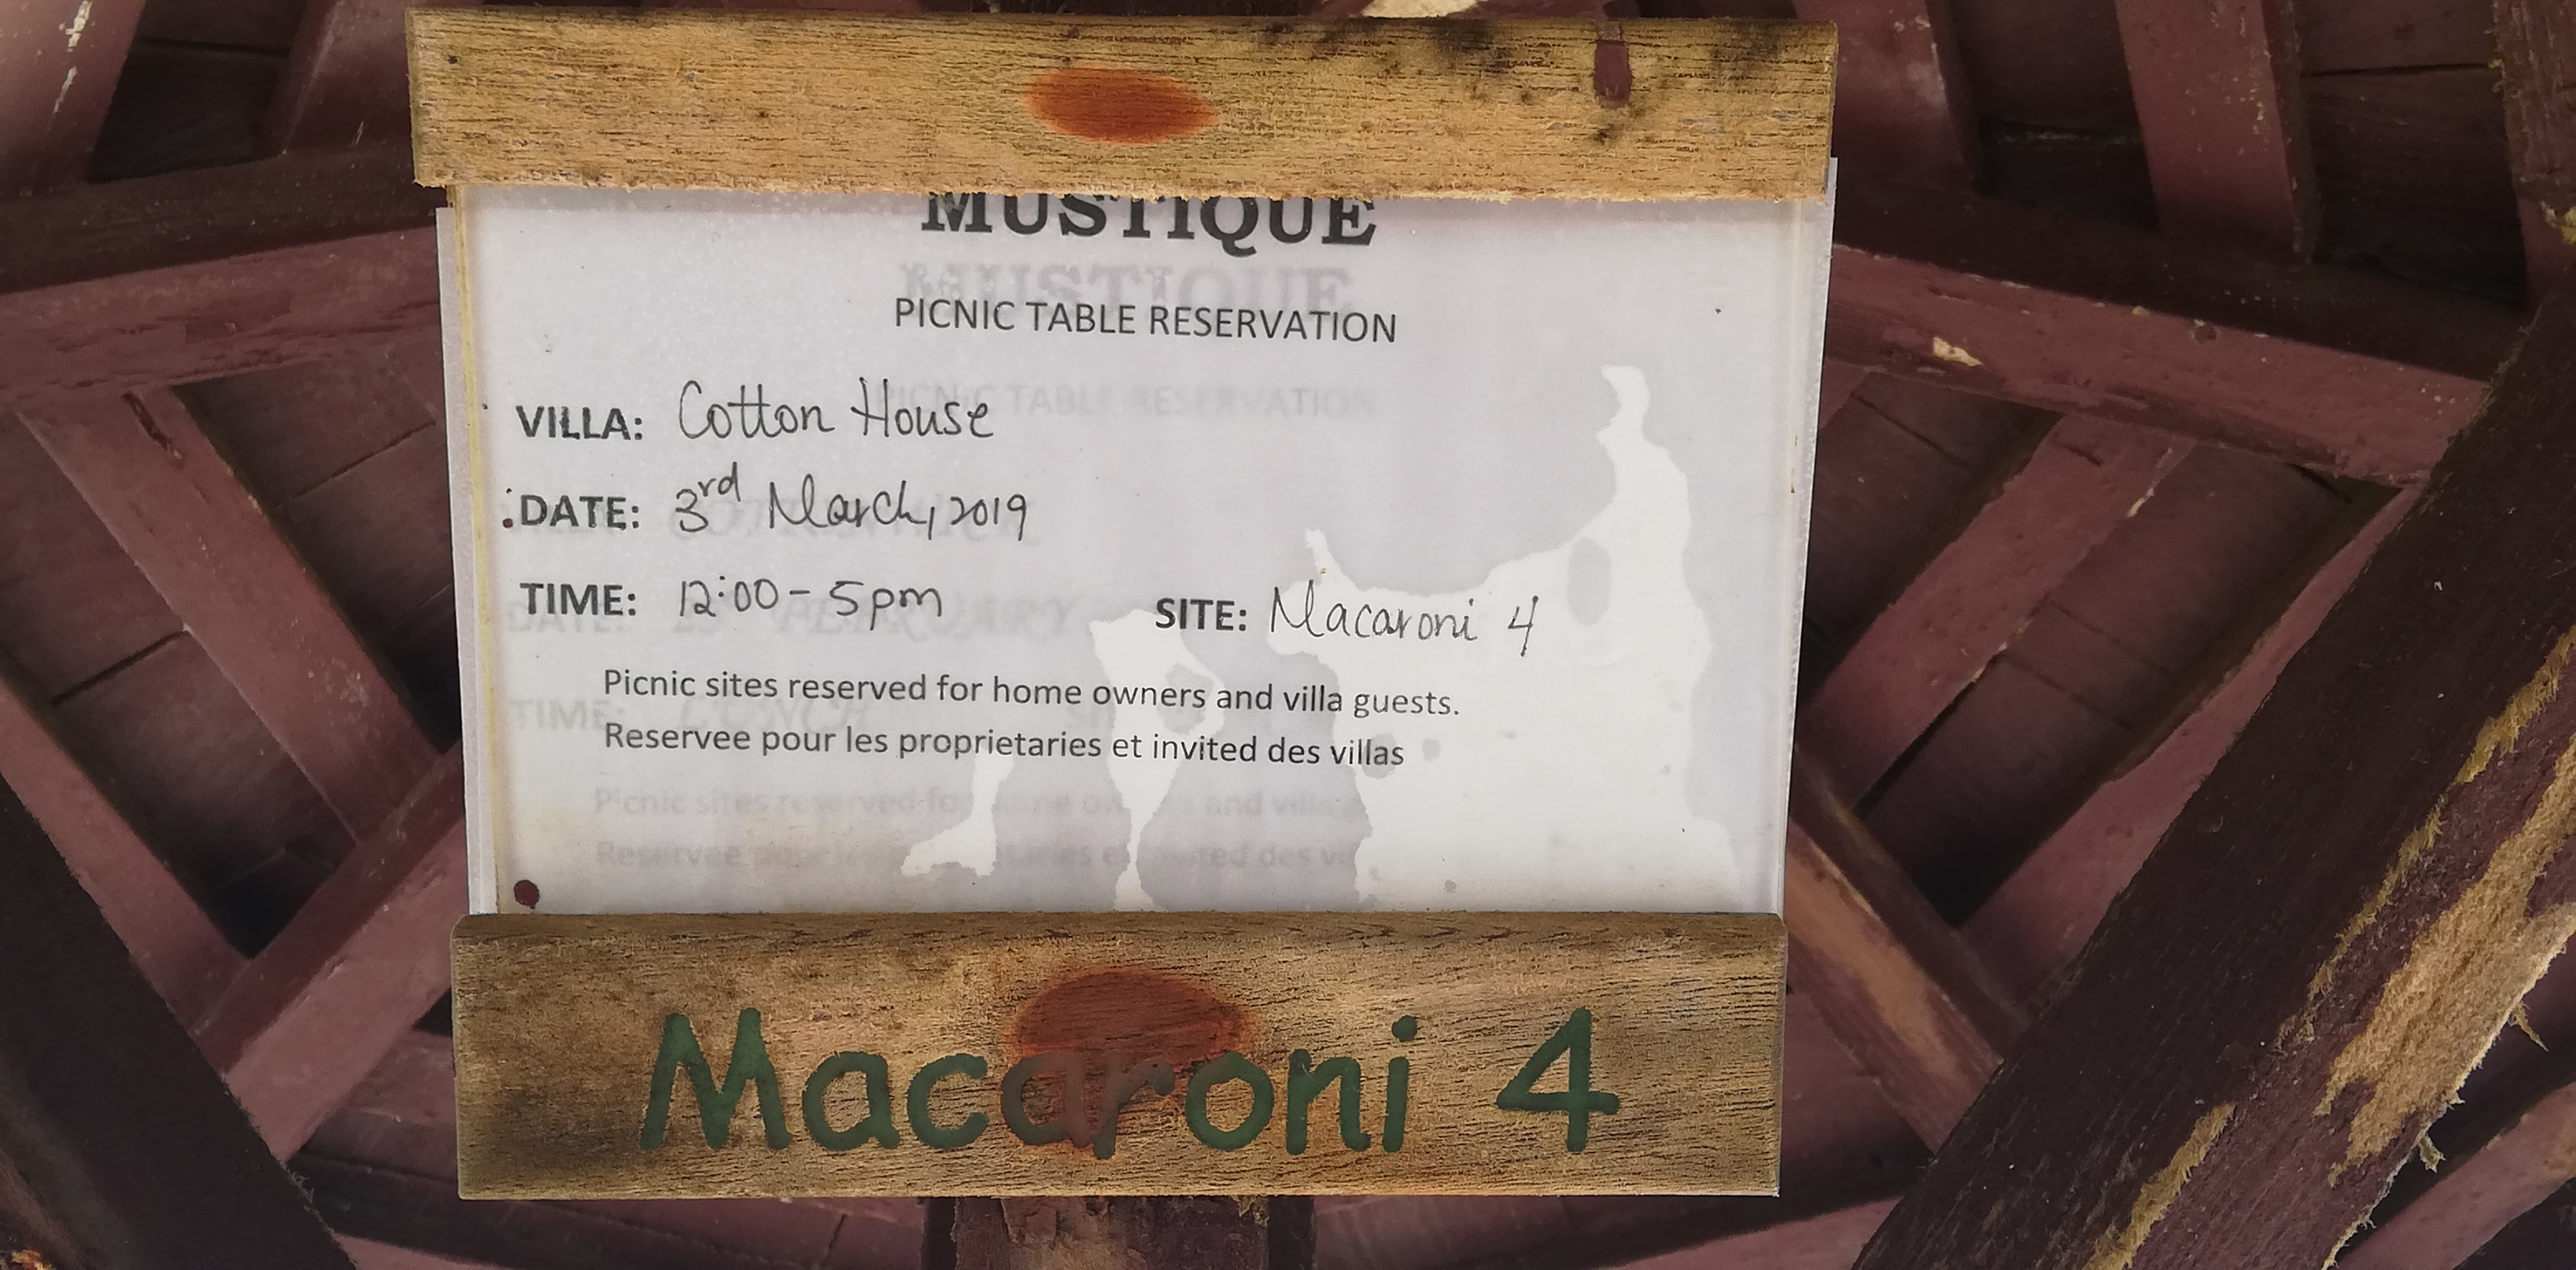 MUSTIQUE
PICNIC TABLE RESERVATION
VILLA: Cotton House
DATE: 3rd March, 2019
TIME: 12:00 - 5pm SITE: Macaroni 4
Picnic sites reserved for home owners and villa guests.
Reservee pour les proprietaries et invited des villas
Macaroni 4